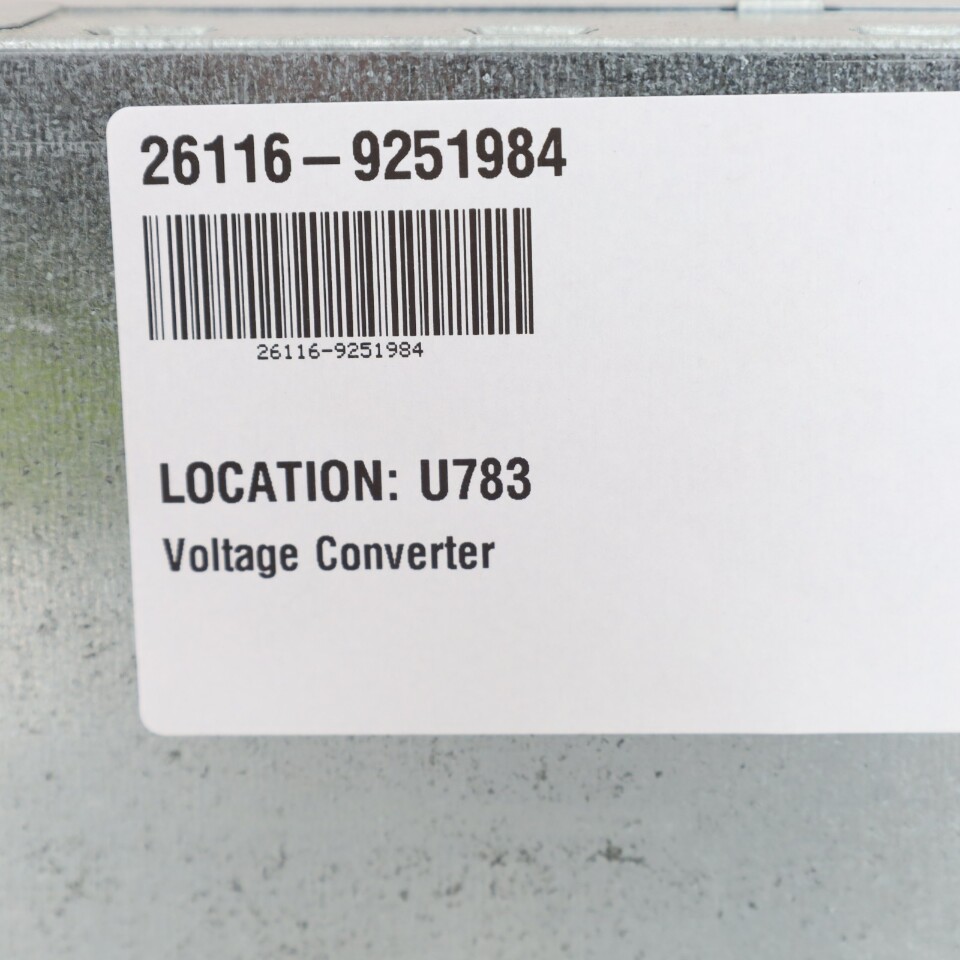 26116-9251984
26116-9251984
LOCATION: U783
Voltage Converter